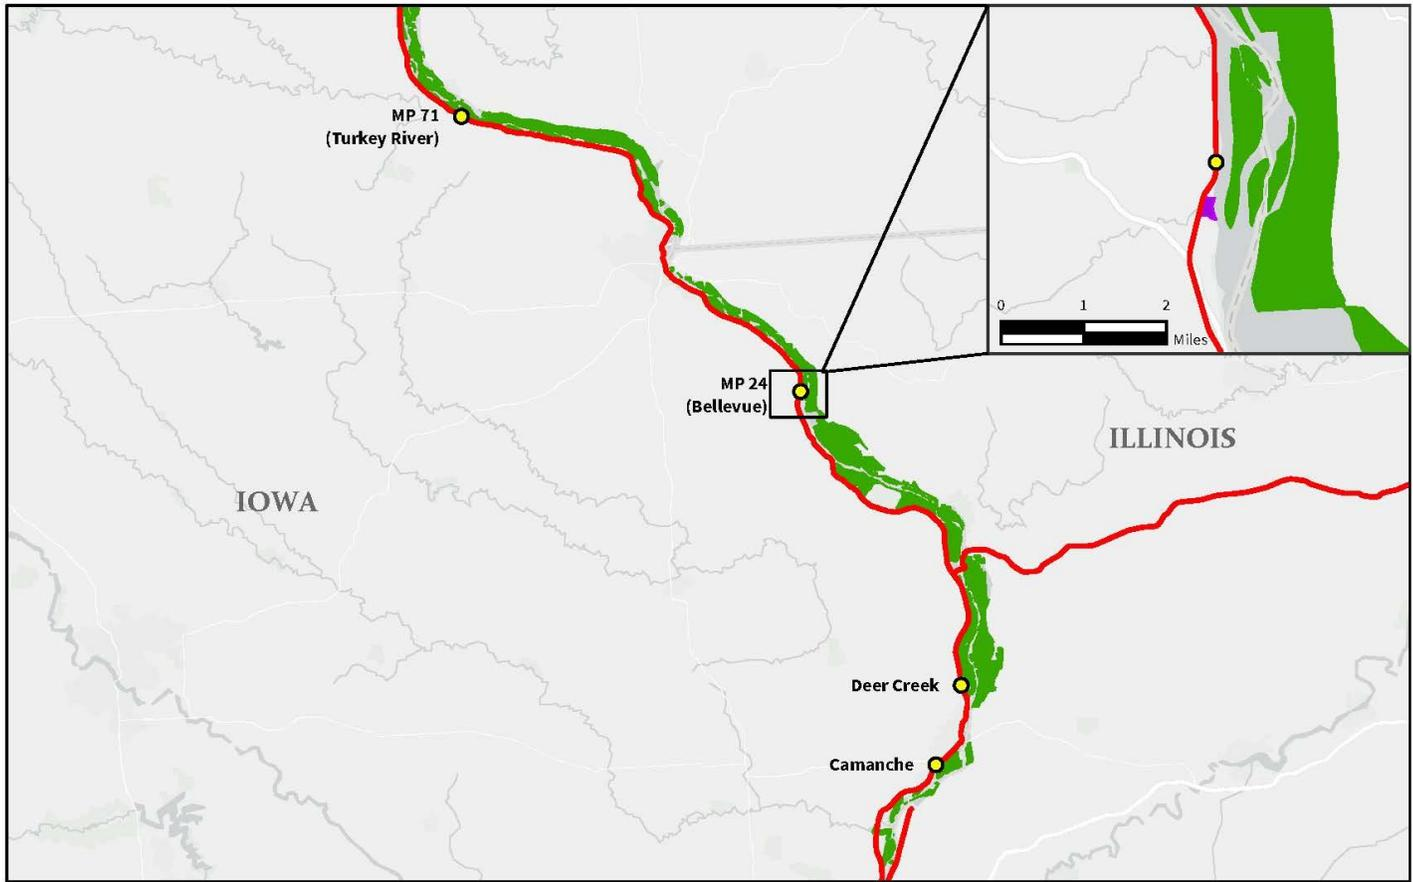 MP 71
(Turkey River)
0 1 2
Miles
MP 24
(Bellevue)
ILLINOIS
IOWA
Deer Creek
Camanche